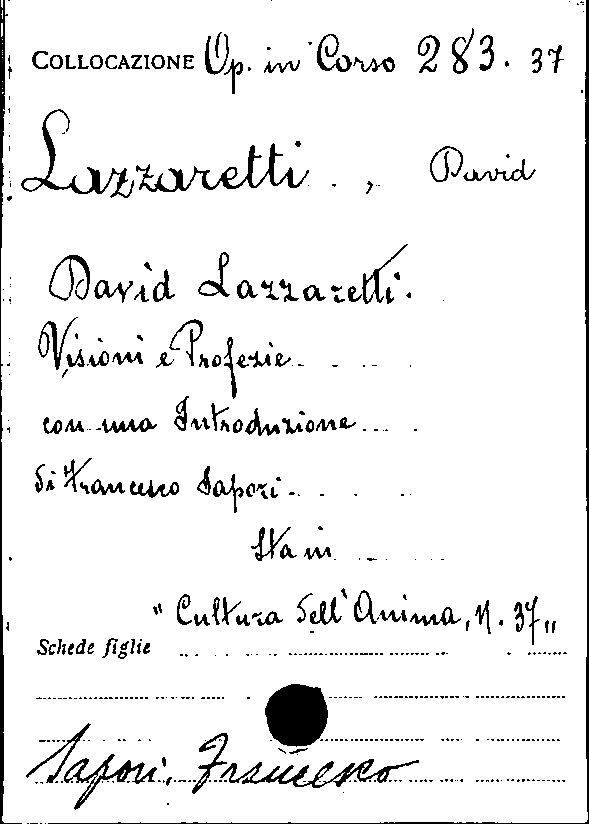 COLLOCAZIONE Op. in Corso 283. 37
Lazzaretti, David
David Lazzaretti.
Visioni e Profezie
con una Introduzione
di Francesco Sapori.
Sta in
"Cultura dell'Anima, N. 37„
Schede figlie
Sapori, Francesco